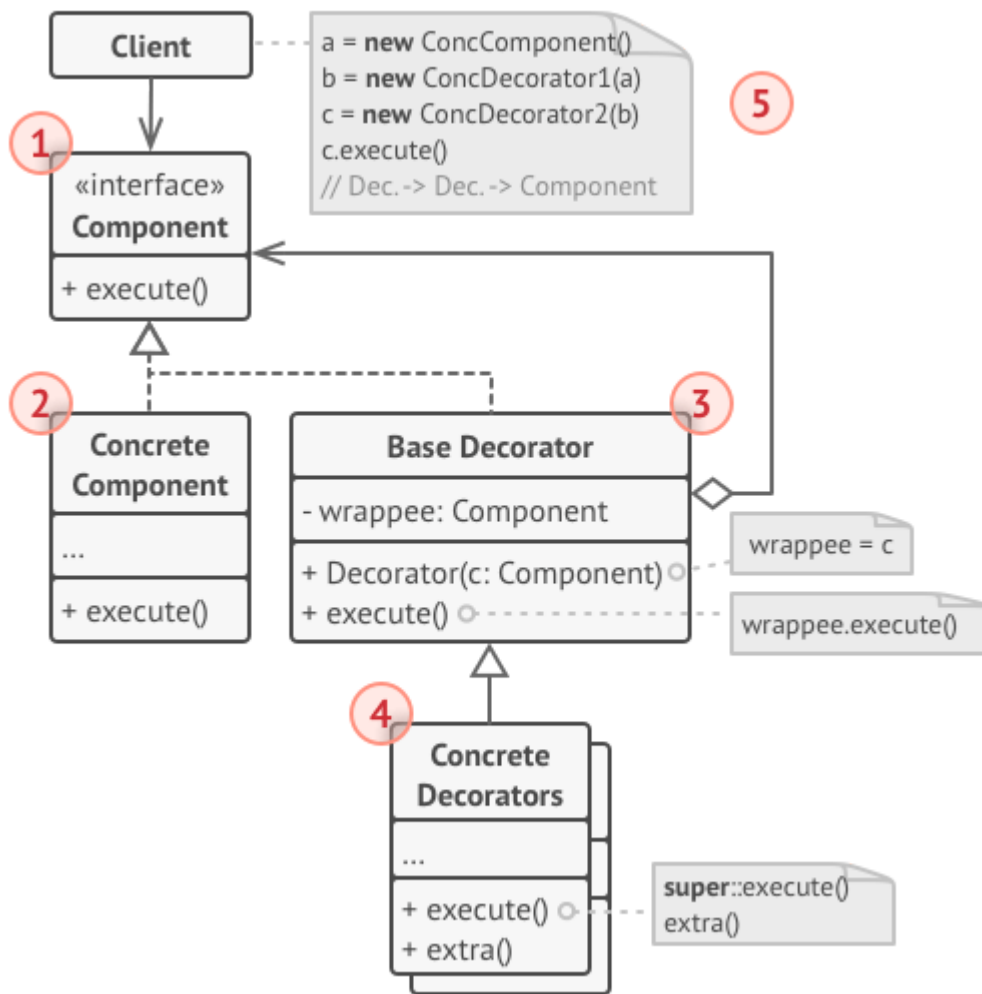 Client
a = new ConcComponent()
b = new ConcDecorator1(a)
c = new ConcDecorator2(b)
c.execute()
// Dec. -> Dec. -> Component
5
1
«interface»
Component
+ execute()
2
Concrete
Component
...
+ execute()
3
Base Decorator
- wrappee: Component
+ Decorator(c: Component)
+ execute()
wrappee = c
wrappee.execute()
4
Concrete
Decorators
...
+ execute()
+ extra()
super::execute()
extra()